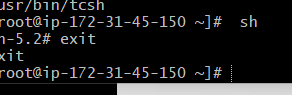 usr/bin/tcsh
root@ip-172-31-45-150 ~]# sh
h-5.2# exit
xit
root@ip-172-31-45-150 ~]#